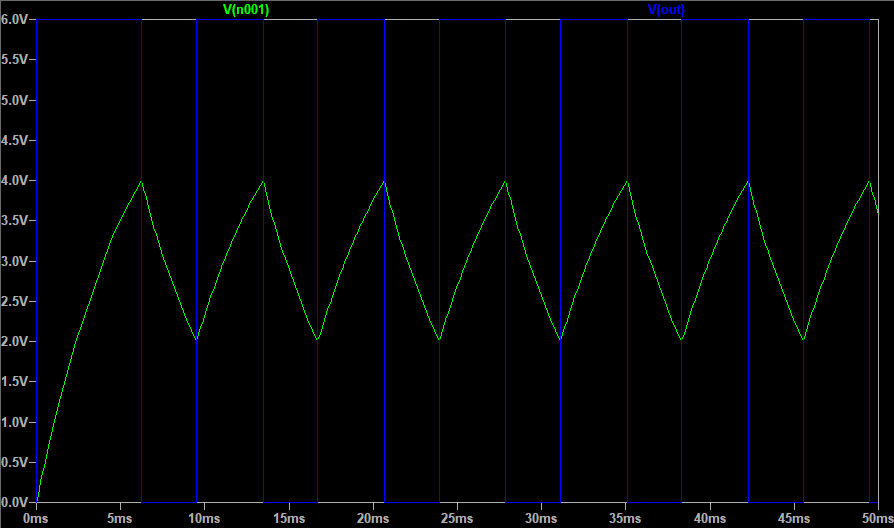 V(n001) V(out)
6.0V
5.5V
5.0V
4.5V
4.0V
3.5V
3.0V
2.5V
2.0V
1.5V
1.0V
0.5V
0.0V
0ms 5ms 10ms 15ms 20ms 25ms 30ms 35ms 40ms 45ms 50ms